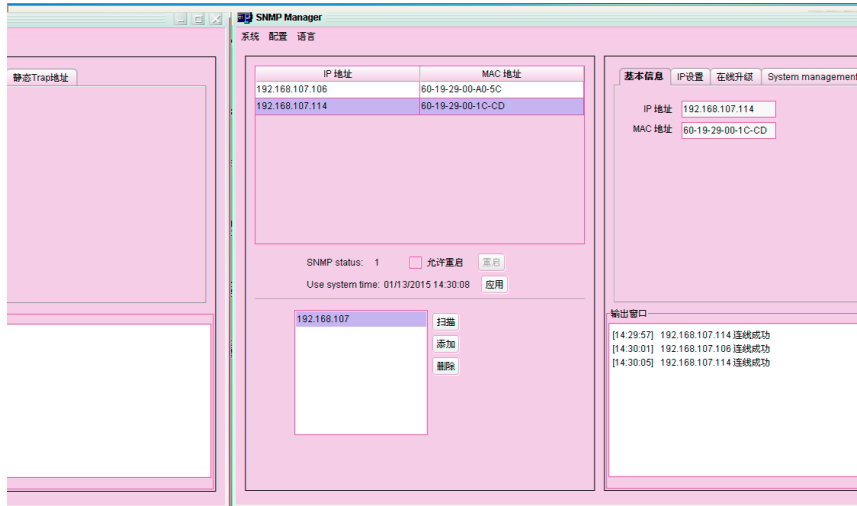 静态Trap地址
SNMP Manager
系统 配置 语言
IP 地址 MAC 地址
192.168.107.106 60-19-29-00-A0-5C
192.168.107.114 60-19-29-00-1C-CD
SNMP status: 1 允许重启 重启
Use system time: 01/13/2015 14:30:08 应用
192.168.107
扫描
添加
删除
基本信息 IP设置 在线升级 System management
IP 地址 192.168.107.114
MAC 地址 60-19-29-00-1C-CD
输出窗口
[14:29:57] 192.168.107.114 连线成功
[14:30:01] 192.168.107.106 连线成功
[14:30:05] 192.168.107.114 连线成功